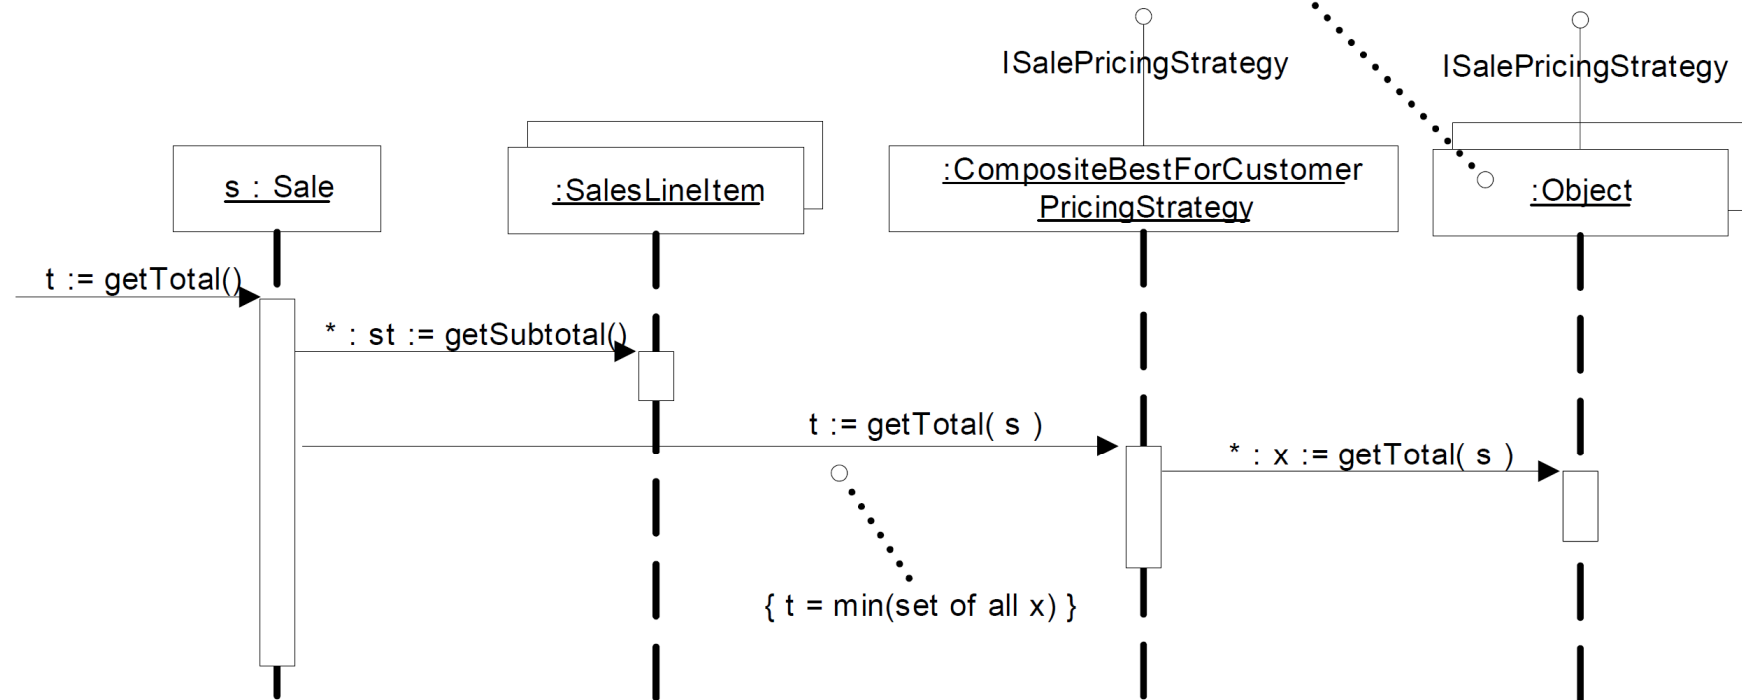 ISalePricingStrategy
ISalePricingStrategy
s : Sale
:SalesLineItem
:CompositeBestForCustomer
PricingStrategy
:Object
t := getTotal()
* : st := getSubtotal()
t := getTotal( s )
* : x := getTotal( s )
{ t = min(set of all x) }